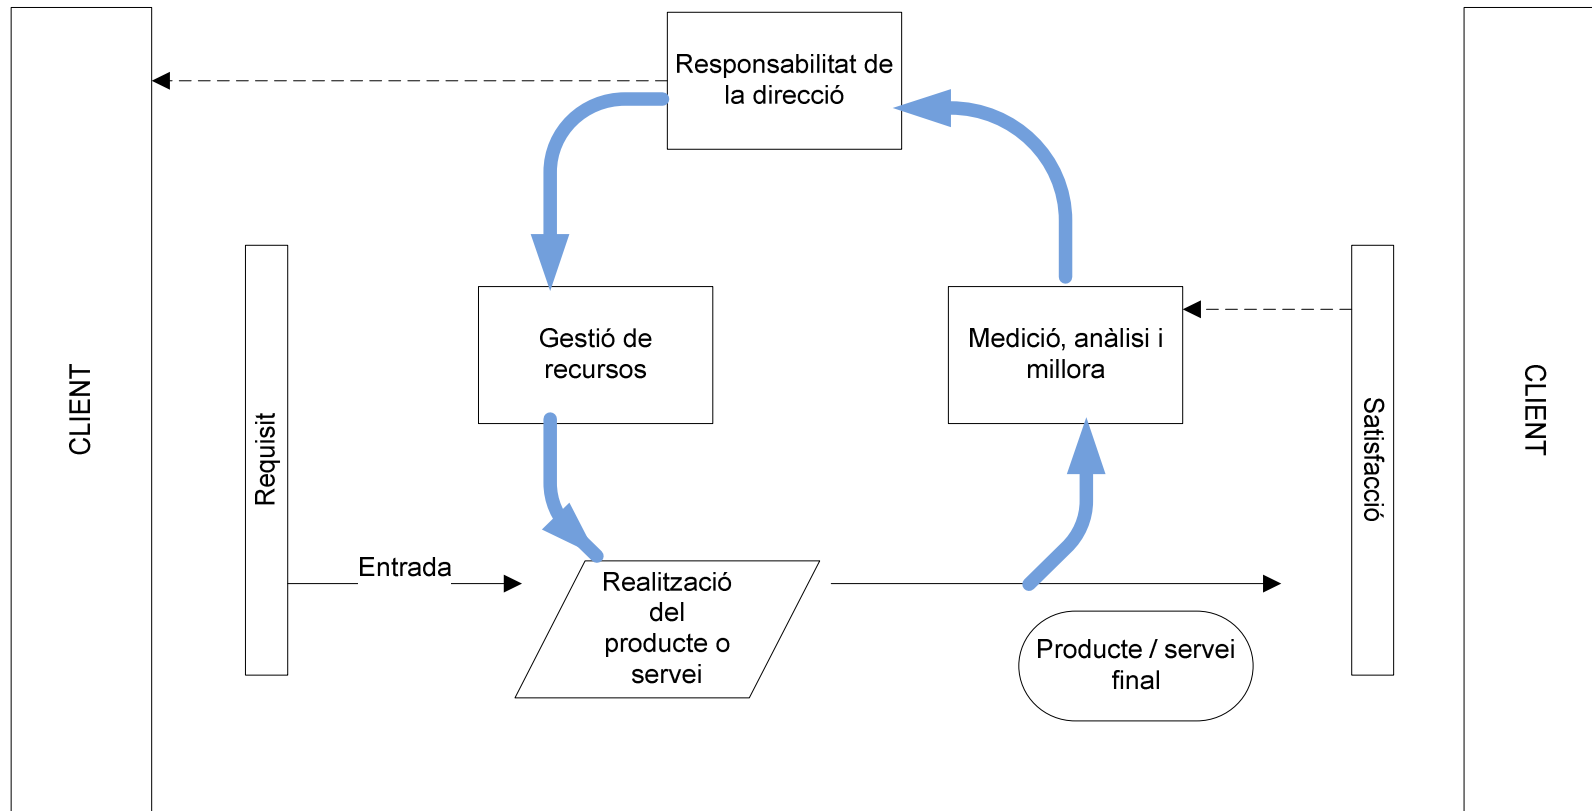 Responsabilitat de
la direcció
CLIENT
Requisit
Gestió de
recursos
Medició, anàlisi i
millora
Satisfacció
CLIENT
Entrada
Realització
del
producte o
servei
Producte / servei
final